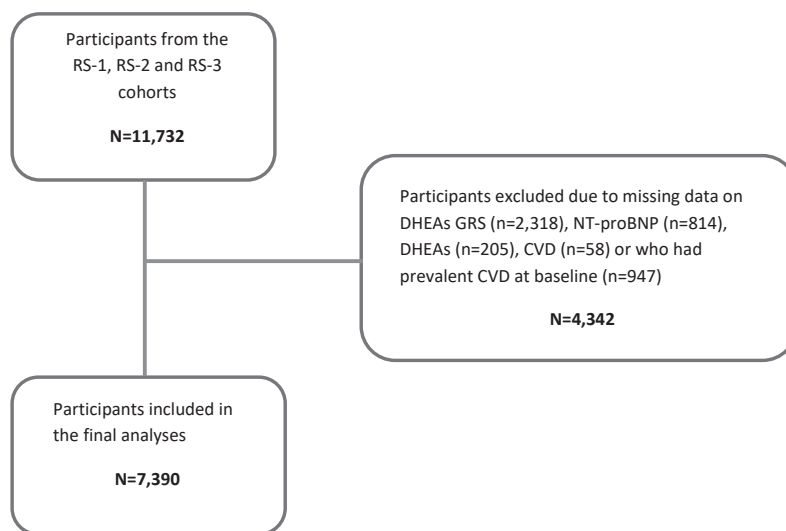 Participants from the
RS-1, RS-2 and RS-3
cohorts
N=11,732
Participants excluded due to missing data on
DHEAs GRS (n=2,318), NT-proBNP (n=814),
DHEAs (n=205), CVD (n=58) or who had
prevalent CVD at baseline (n=947)
N=4,342
Participants included in
the final analyses
N=7,390